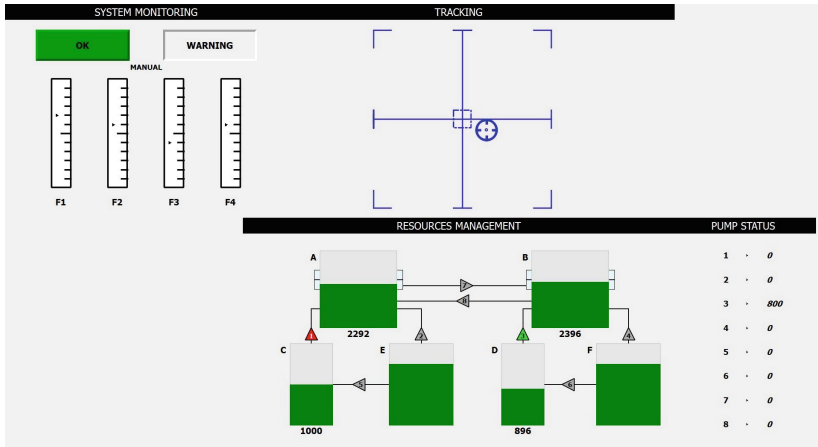 SYSTEM MONITORING
TRACKING
OK
WARNING
MANUAL
F1
F2
F3
F4
RESOURCES MANAGEMENT
PUMP STATUS
A
B
7
8
2292
2396
1
2
3
4
C
E
D
F
5
6
1000
896
1 0
2 0
3 800
4 0
5 0
6 0
7 0
8 0